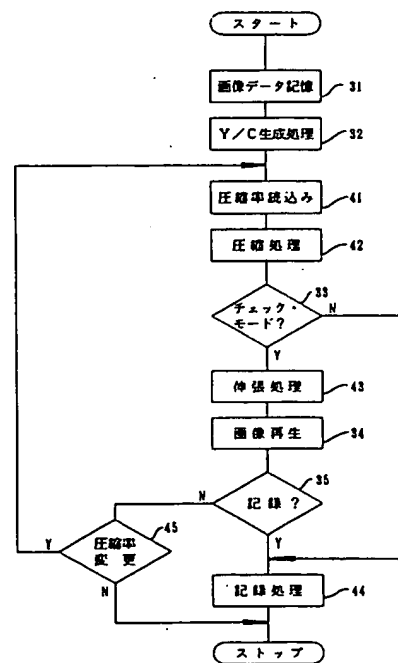 スタート
画像データ記憶
31
Y/C生成処理
32
圧縮率読込み
41
圧縮処理
42
チェック・
モード?
33
N
Y
伸張処理
43
画像再生
34
記録?
35
N
Y
圧縮率
変更
45
Y
N
記録処理
44
ストップ